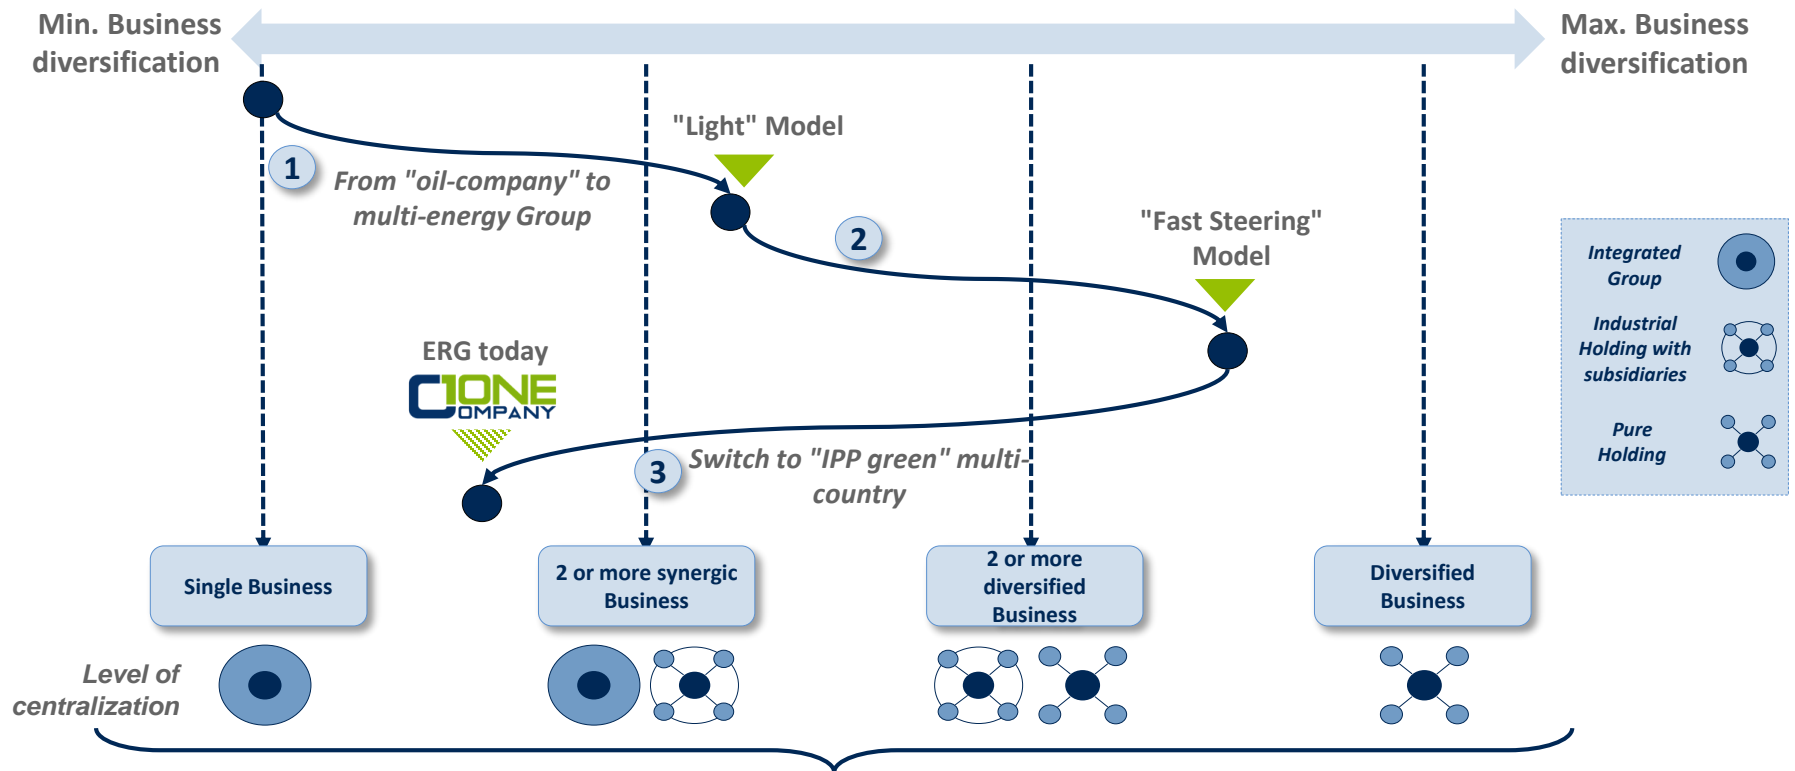 Min. Business
diversification
Max. Business
diversification
"Light" Model
1
From "oil-company" to
multi-energy Group
2
"Fast Steering"
Model
ERG today
ONE
COMPANY
3
Switch to "IPP green" multi-
country
Integrated
Group
Industrial
Holding with
subsidiaries
Pure
Holding
Single Business
2 or more synergic
Business
2 or more
diversified
Business
Diversified
Business
Level of
centralization